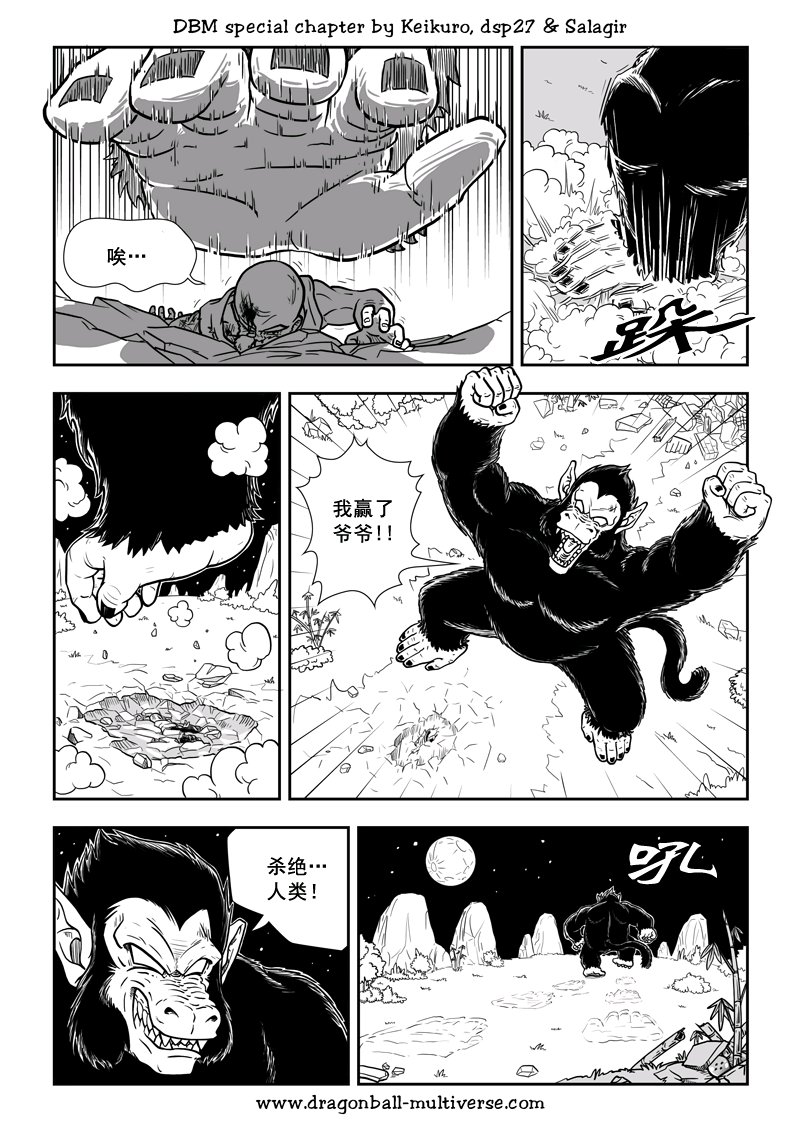 DBM special chapter by Keikuro, dsp27 & Salagir
唉…
跺
我赢了
爷爷!!
杀绝…
人类!
吼
www.dragonball-multiverse.com